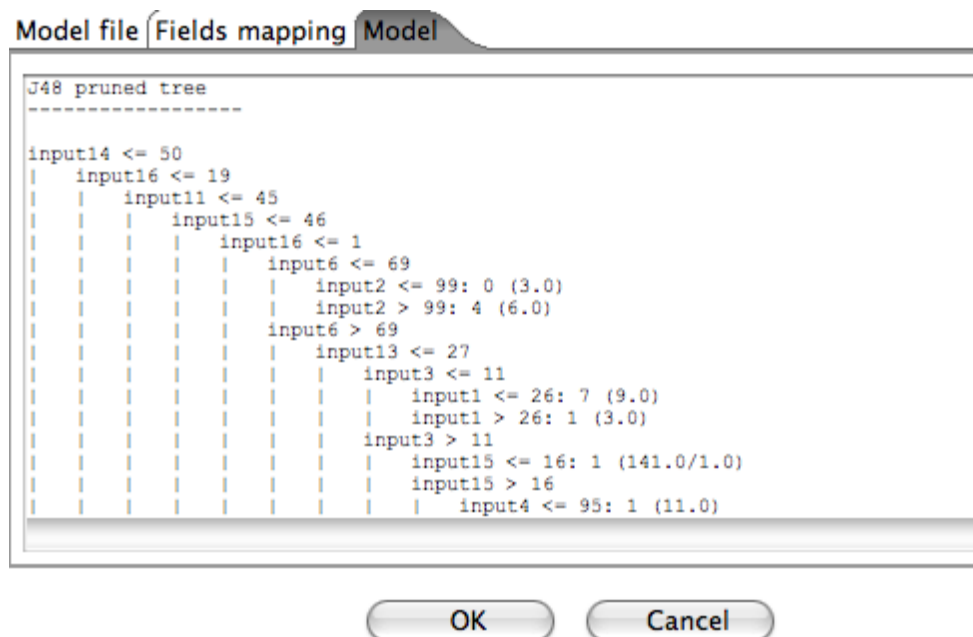 Model file Fields mapping Model
J48 pruned tree
------------------
input14 <= 50
|   input16 <= 19
|   |   input11 <= 45
|   |   |   input15 <= 46
|   |   |   |   input16 <= 1
|   |   |   |   |   input6 <= 69
|   |   |   |   |   |   input2 <= 99: 0 (3.0)
|   |   |   |   |   |   input2 > 99: 4 (6.0)
|   |   |   |   |   input6 > 69
|   |   |   |   |   |   input13 <= 27
|   |   |   |   |   |   |   input3 <= 11
|   |   |   |   |   |   |   |   input1 <= 26: 7 (9.0)
|   |   |   |   |   |   |   |   input1 > 26: 1 (3.0)
|   |   |   |   |   |   |   input3 > 11
|   |   |   |   |   |   |   |   input15 <= 16: 1 (141.0/1.0)
|   |   |   |   |   |   |   |   input15 > 16
|   |   |   |   |   |   |   |   |   input4 <= 95: 1 (11.0)
OK Cancel